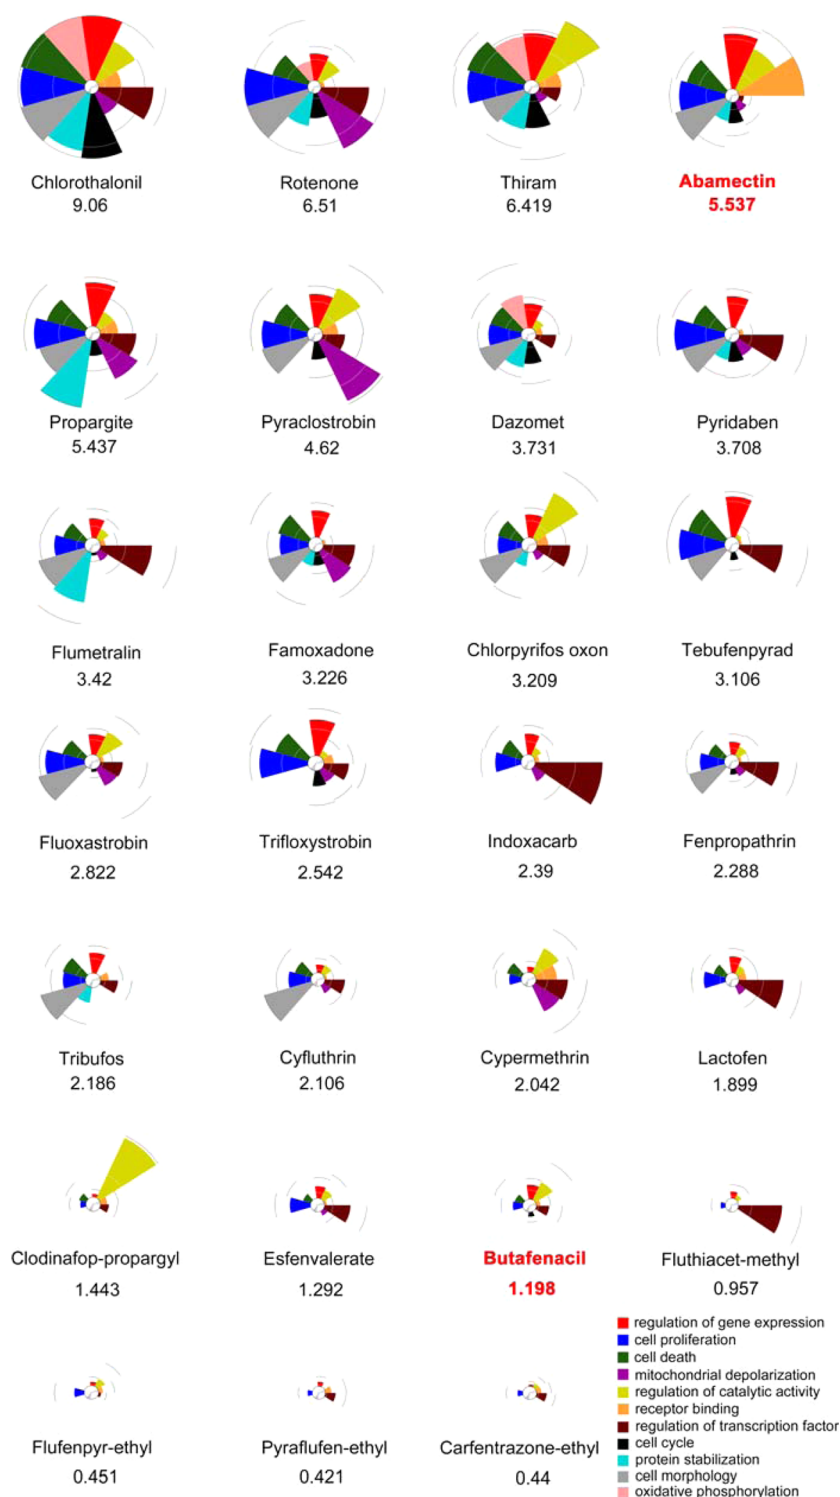 Chlorothalonil Rotenone Thiram Abamectin
9.06 6.51 6.419 5.537
Propargite Pyraclostrobin Dazomet Pyridaben
5.437 4.62 3.731 3.708
Flumetralin Famoxadone Chlorpyrifos oxon Tebufenpyrad
3.42 3.226 3.209 3.106
Fluoxastrobin Trifloxystrobin Indoxacarb Fenpropathrin
2.822 2.542 2.39 2.288
Tribufos Cyfluthrin Cypermethrin Lactofen
2.186 2.106 2.042 1.899
Clodinafop-propargyl Esfenvalerate Butafenacil Fluthiacet-methyl
1.443 1.292 1.198 0.957
Flufenpyr-ethyl Pyraflufen-ethyl Carfentrazone-ethyl
0.451 0.421 0.44
regulation of gene expression
cell proliferation
cell death
mitochondrial depolarization
regulation of catalytic activity
receptor binding
regulation of transcription factor
cell cycle
protein stabilization
cell morphology
oxidative phosphorylation